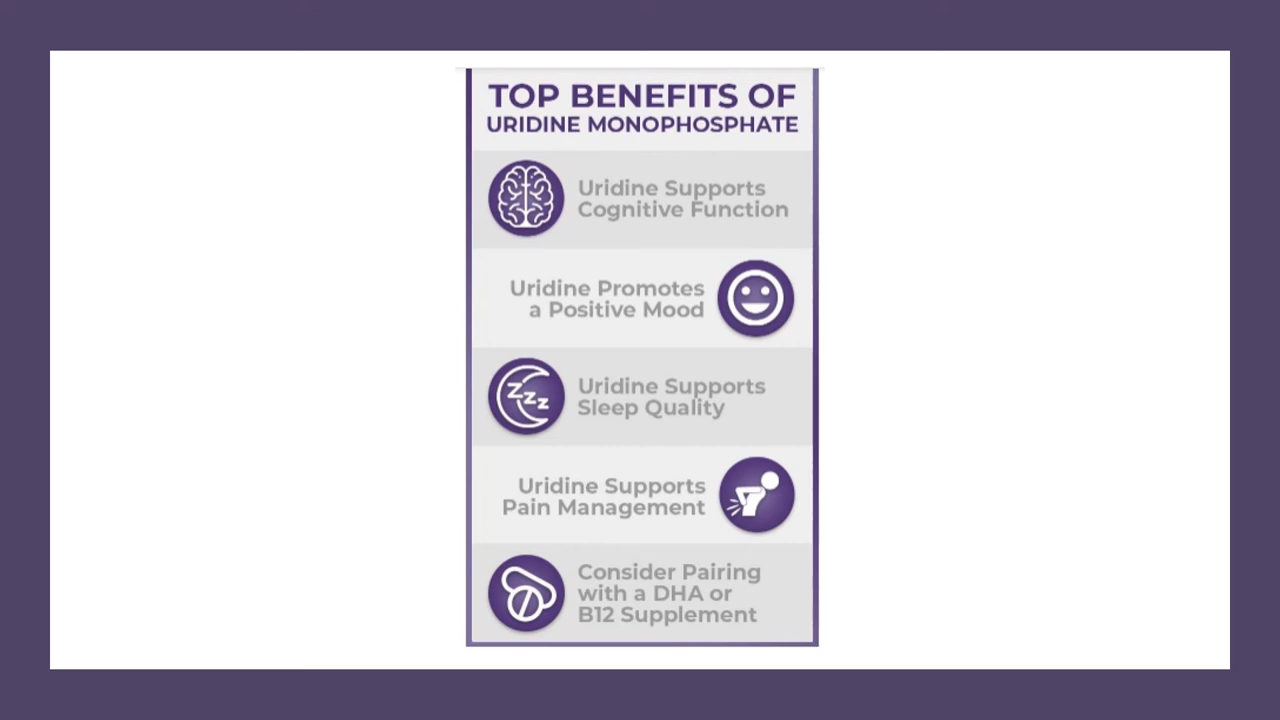 TOP BENEFITS OF
URIDINE MONOPHOSPHATE
Uridine Supports
Cognitive Function
Uridine Promotes
a Positive Mood
zzz
Uridine Supports
Sleep Quality
Uridine Supports
Pain Management
Consider Pairing
with a DHA or
B12 Supplement